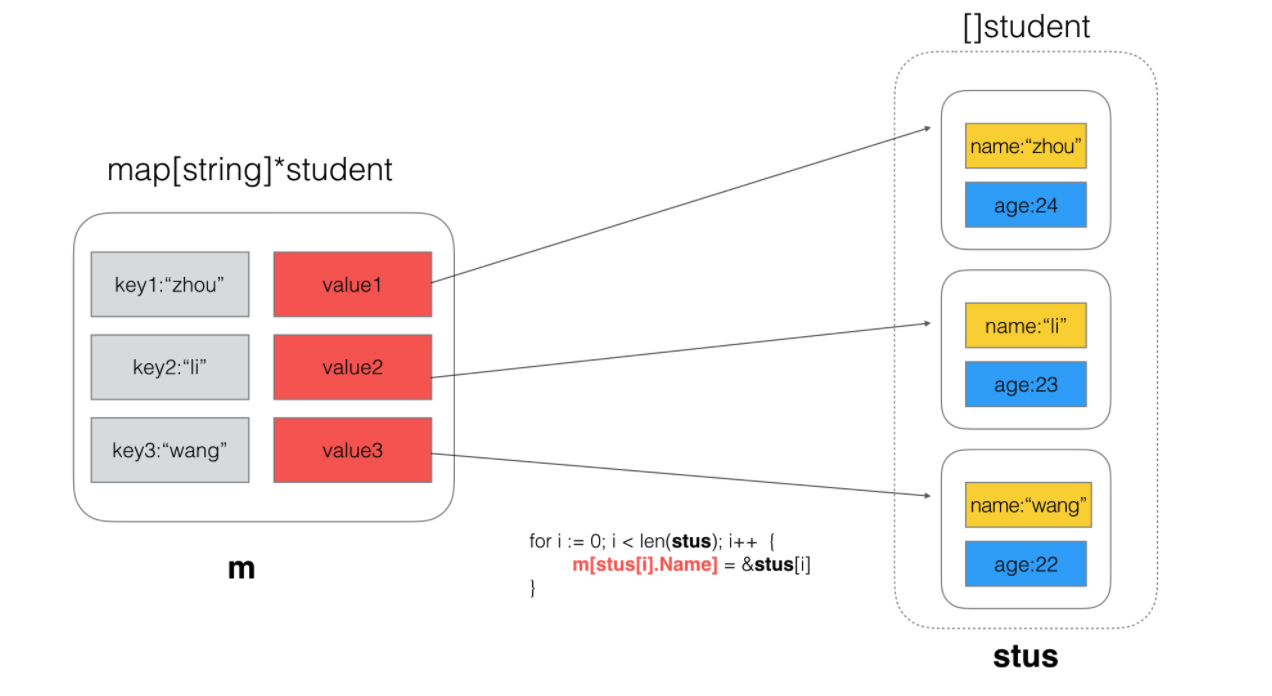 map[string]*student
key1:“zhou”
value1
key2:“li”
value2
key3:“wang”
value3
m
for i := 0; i < len(stus); i++ {
m[stus[i].Name] = &stus[i]
}
[]student
name:“zhou”
age:24
name:“li”
age:23
name:“wang”
age:22
stus